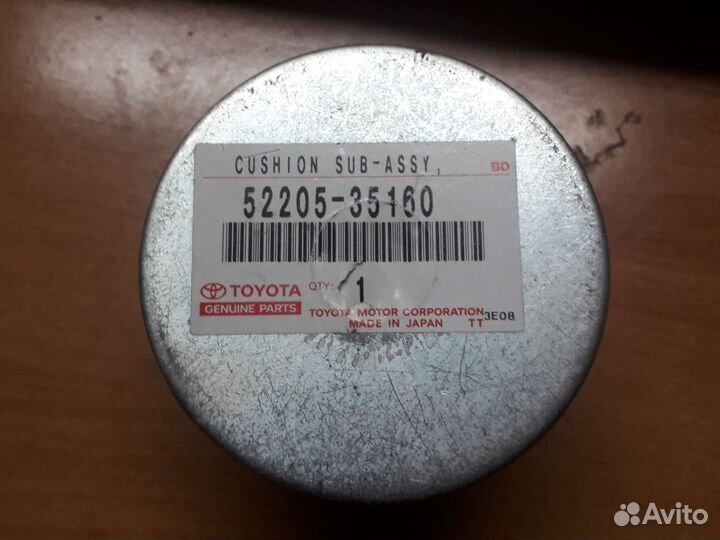 CUSHION SUB-ASSY, BD
52205-35160
TOYOTA QTY: 1
GENUINE PARTS TOYOTA MOTOR CORPORATION 3E08
MADE IN JAPAN TT
Avito